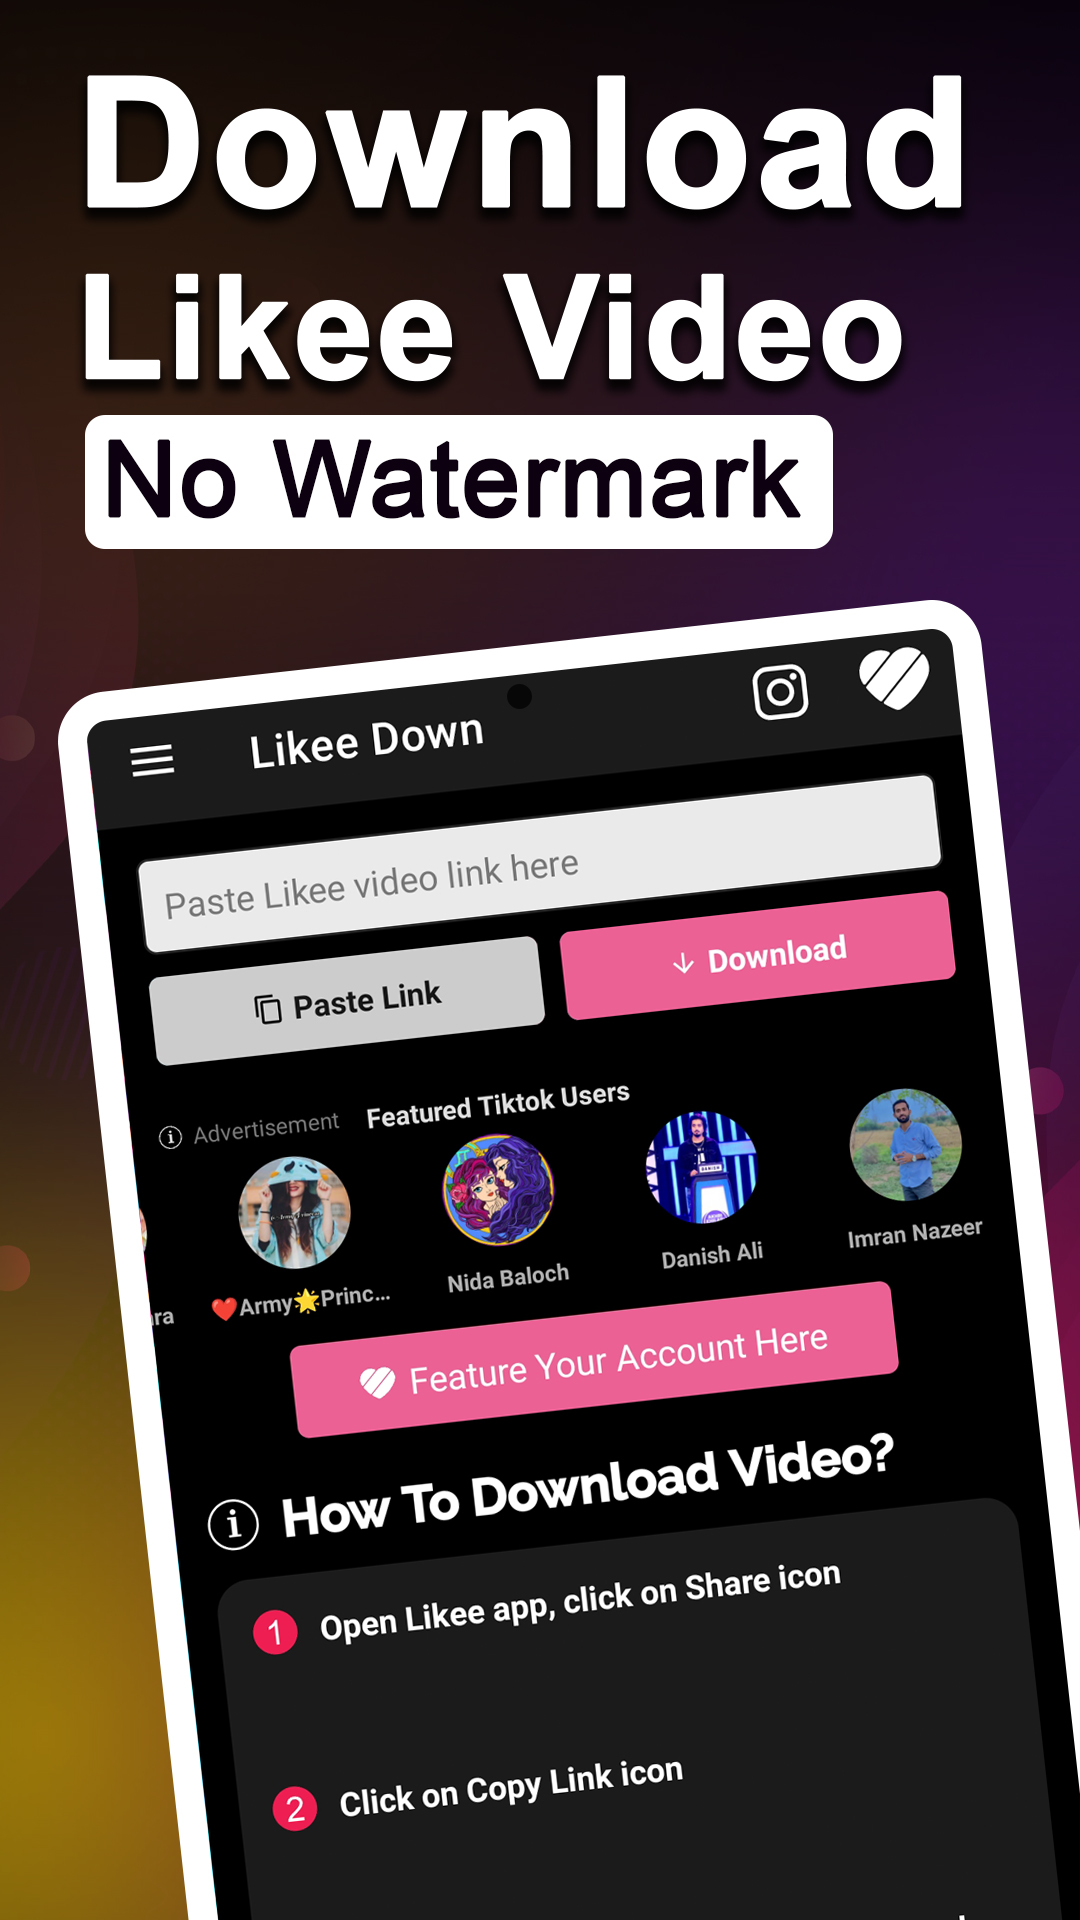 Download
Likee Video
No Watermark
Likee Down
Paste Likee video link here
Paste Link
Download
Advertisement
Featured Tiktok Users
JT
DANISH
ra
❤️Army🌟Princ...
Nida Baloch
Danish Ali
Imran Nazeer
Feature Your Account Here
How To Download Video?
1 Open Likee app, click on Share icon
2 Click on Copy Link icon